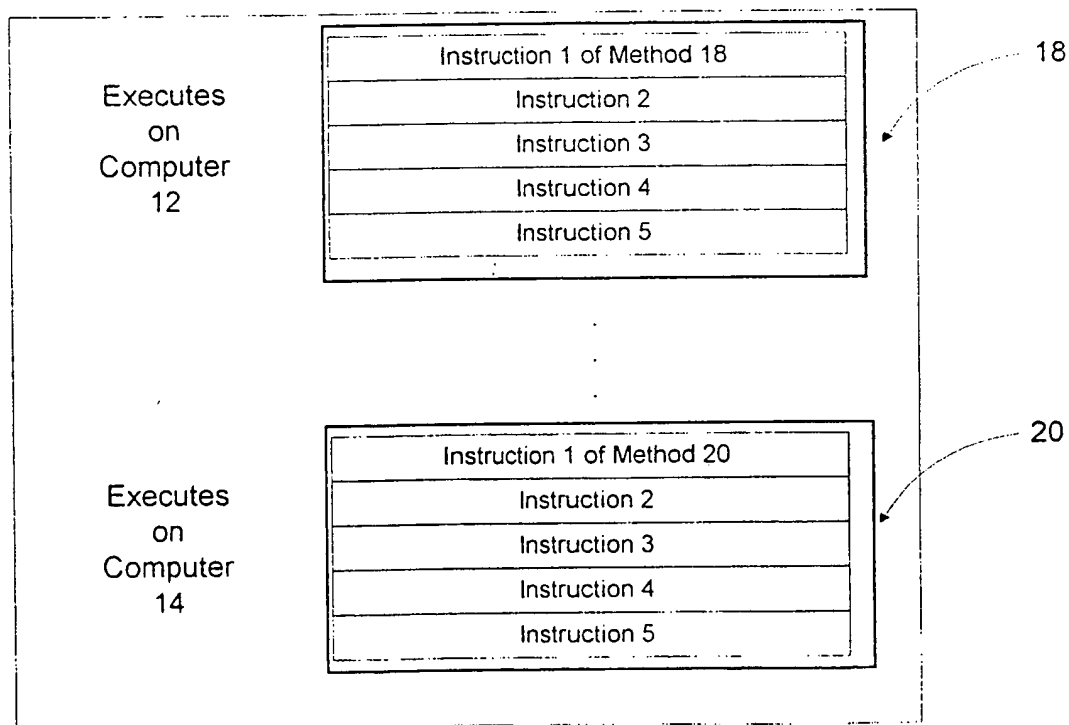 Instruction 1 of Method 18
18
Executes
on
Computer
12
Instruction 2
Instruction 3
Instruction 4
Instruction 5
Instruction 1 of Method 20
20
Executes
on
Computer
14
Instruction 2
Instruction 3
Instruction 4
Instruction 5